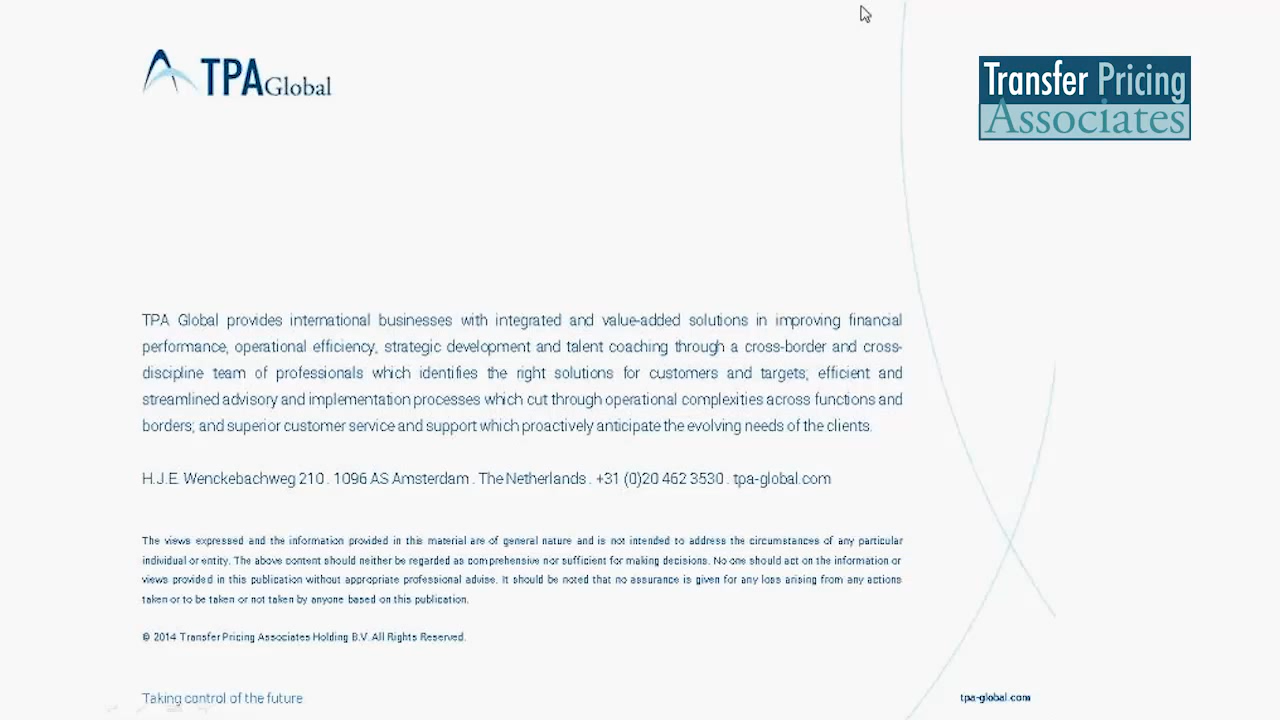 TPA Global
Transfer Pricing
Associates
TPA Global provides international businesses with integrated and value-added solutions in improving financial
performance, operational efficiency, strategic development and talent coaching through a cross-border and cross-
discipline team of professionals which identifies the right solutions for customers and targets; efficient and
streamlined advisory and implementation processes which cut through operational complexities across functions and
borders; and superior customer service and support which proactively anticipate the evolving needs of the clients.
H.J.E. Wenckebachweg 210 . 1096 AS Amsterdam . The Netherlands . +31 (0)20 462 3530 . tpa-global.com
The views expressed and the information provided in this material are of general nature and is not intended to address the circumstances of any particular
individual or entity. The above content should neither be regarded as comprehensive nor sufficient for making decisions. No one should act on the information or
views provided in this publication without appropriate professional advise. It should be noted that no assurance is given for any loss arising from any actions
taken or to be taken or not taken by anyone based on this publication.
© 2014 Transfer Pricing Associates Holding B.V. All Rights Reserved.
Taking control of the future
tpa-global.com